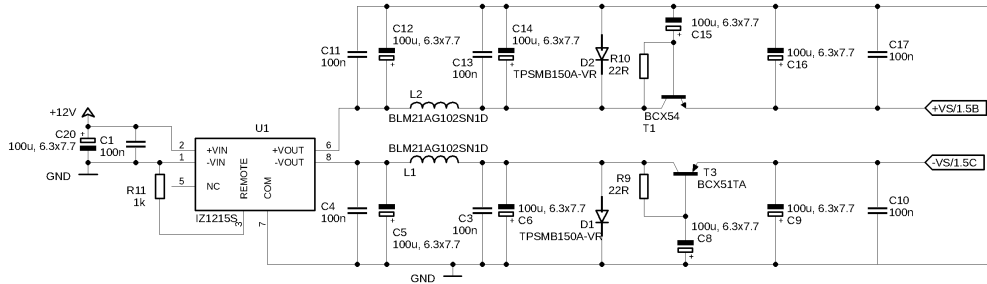 C12
100u, 6.3x7.7
C11
100n
C13
100n
C14
100u, 6.3x7.7
D2
TPSMB150A-VR
R10
22R
100u, 6.3x7.7
C15
100u, 6.3x7.7
C16
C17
100n
L2
BLM21AG102SN1D
BCX54
T1
+VS/1.5B
+12V
C20
100u, 6.3x7.7
C1
100n
GND
U1
2
1
5
+VIN
-VIN
NC
REMOTE
COM
+VOUT
-VOUT
6
8
IZ1215S
3
7
R11
1k
BLM21AG102SN1D
L1
C4
100n
C5
100u, 6.3x7.7
C3
100n
100u, 6.3x7.7
C6
D1
TPSMB150A-VR
R9
22R
T3
BCX51TA
100u, 6.3x7.7
C8
100u, 6.3x7.7
C9
C10
100n
-VS/1.5C
GND
+
+
+
+
+
+
+
+
+